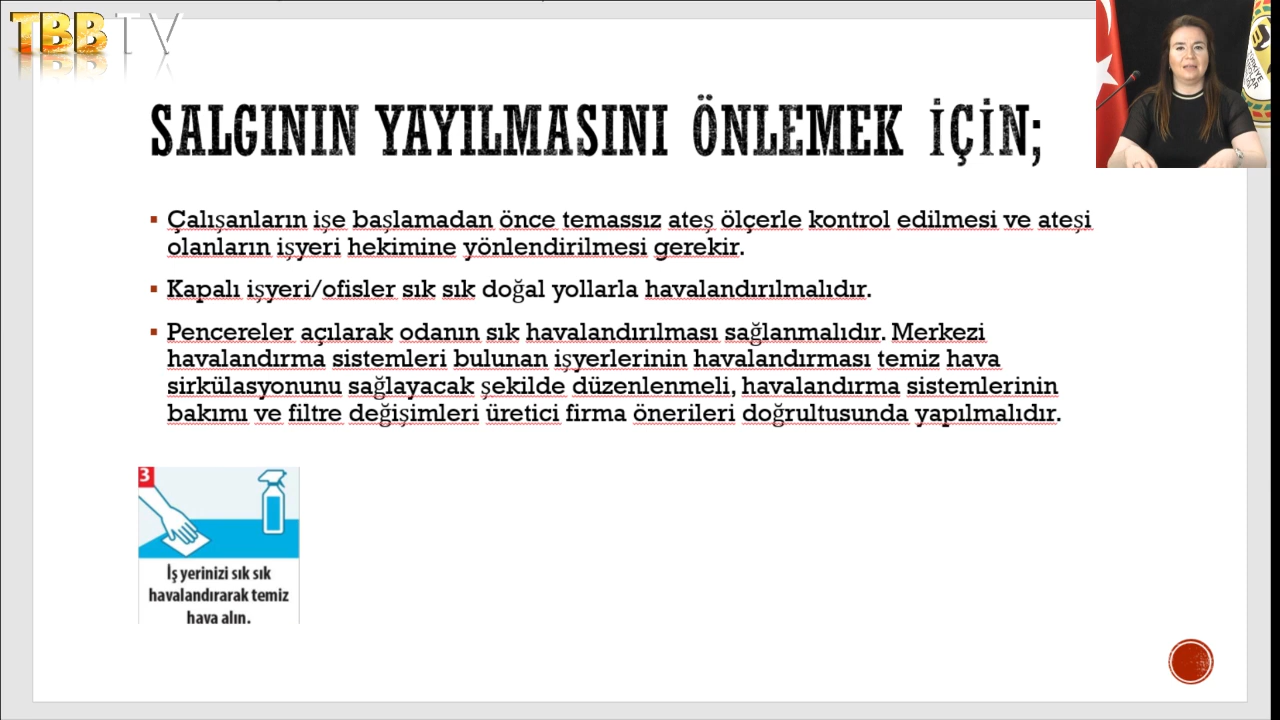 TBB TV
SALGININ YAYILMASINI ÖNLEMEK İÇİN;
Çalışanların işe başlamadan önce temassız ateş ölçerle kontrol edilmesi ve ateşi
olanların işyeri hekimine yönlendirilmesi gerekir.
Kapalı işyeri/ofisler sık sık doğal yollarla havalandırılmalıdır.
Pencereler açılarak odanın sık havalandırılması sağlanmalıdır. Merkezi
havalandırma sistemleri bulunan işyerlerinin havalandırması temiz hava
sirkülasyonunu sağlayacak şekilde düzenlenmeli, havalandırma sistemlerinin
bakımı ve filtre değişimleri üretici firma önerileri doğrultusunda yapılmalıdır.
3
İş yerinizi sık sık
havalandırarak temiz
hava alın.